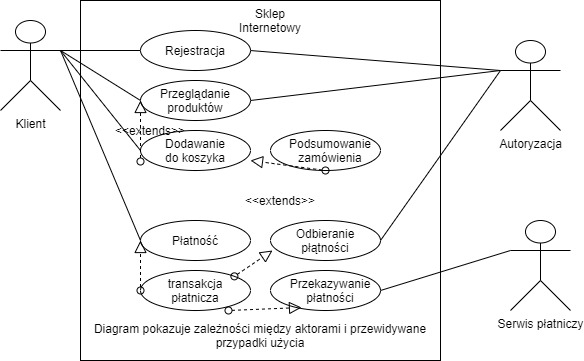 Sklep
Internetowy
Rejestracja
Klient
Przeglądanie
produktów
Autoryzacja
<<extends>>
Dodawanie
do koszyka
Podsumowanie
zamówienia
<<extends>>
Płatność
Odbieranie
płątności
transakcja
płatnicza
Przekazywanie
płatności
Serwis płatniczy
Diagram pokazuje zależności między aktorami i przewidywane
przypadki użycia